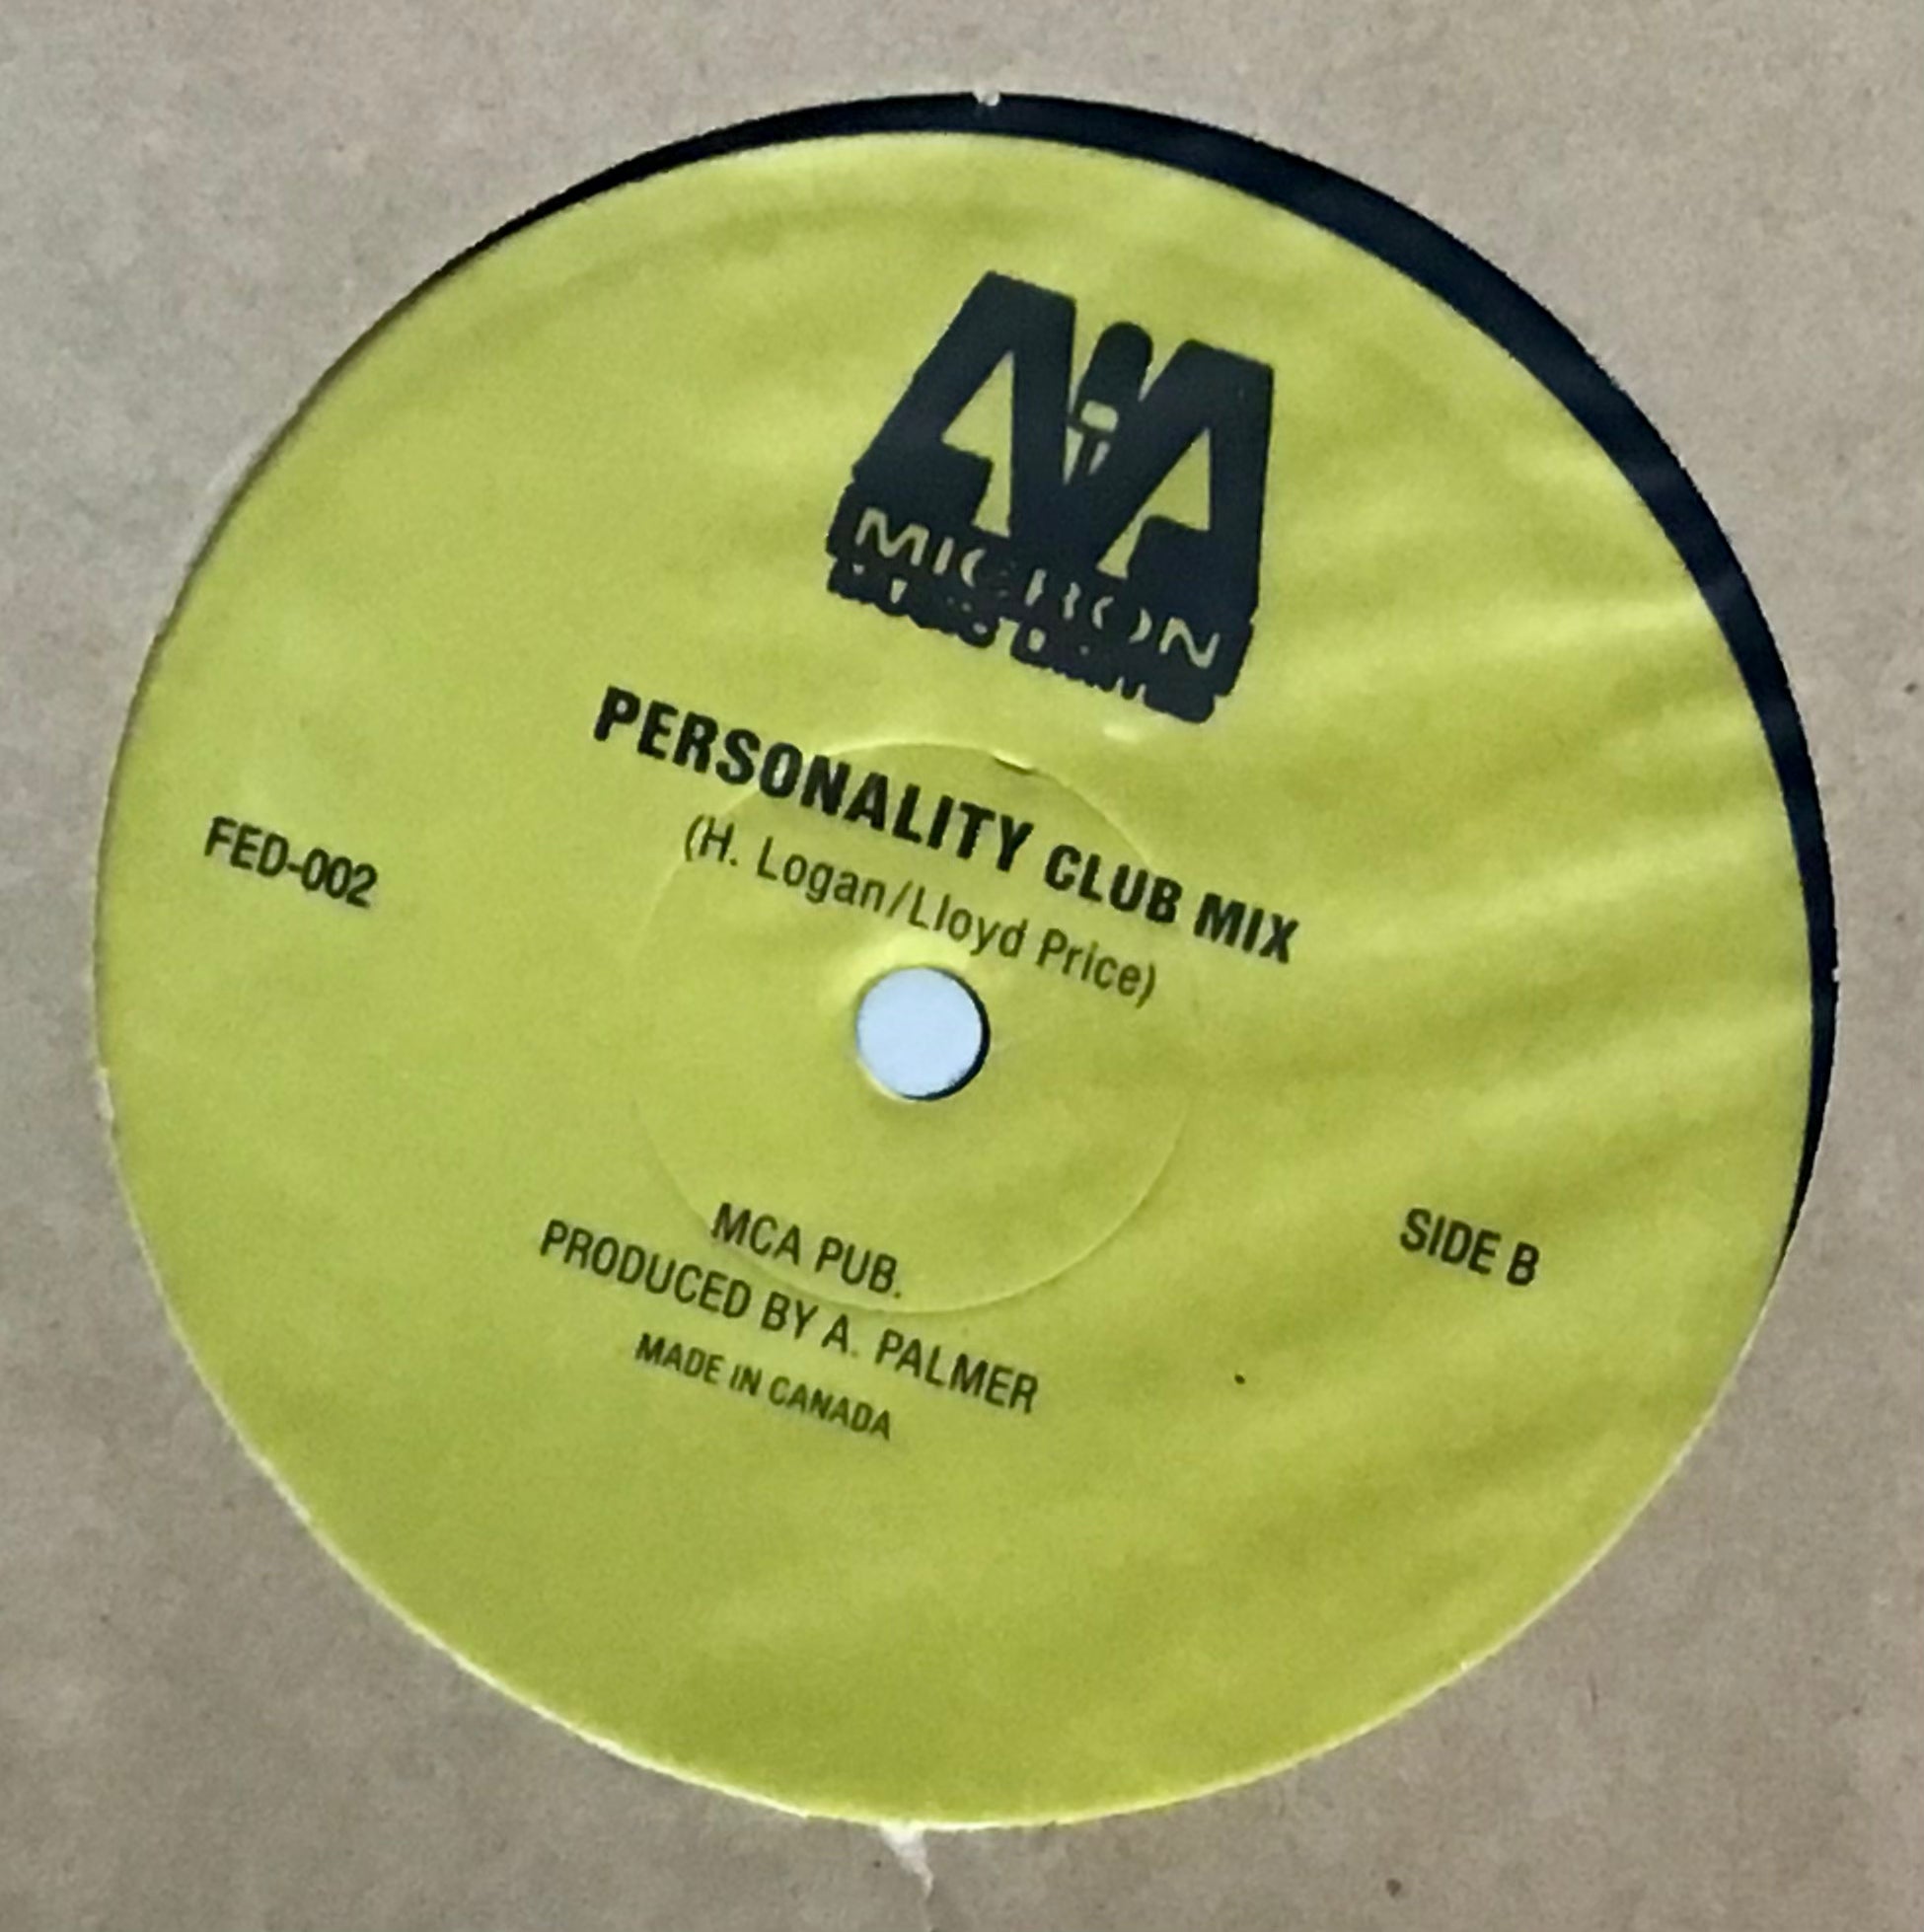 MICRON
PERSONALITY CLUB MIX
(H. Logan/Lloyd Price)
FED-002
SIDE B
MCA PUB.
PRODUCED BY A. PALMER
MADE IN CANADA